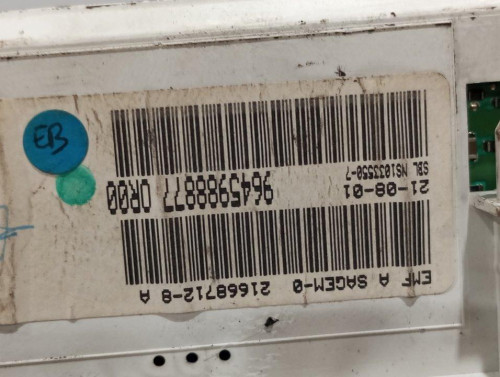 EMF A SAGEM-0 21668712-8 A
21-08-01 9645988877 0R00
SBL NS1033550-7
EB